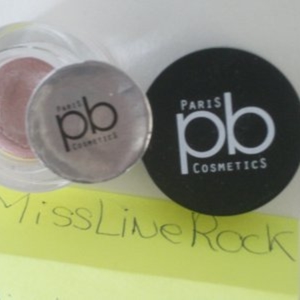 PARIS
pb
COSMETICS
PARIS
pb
COSMETICS
MissLineRock